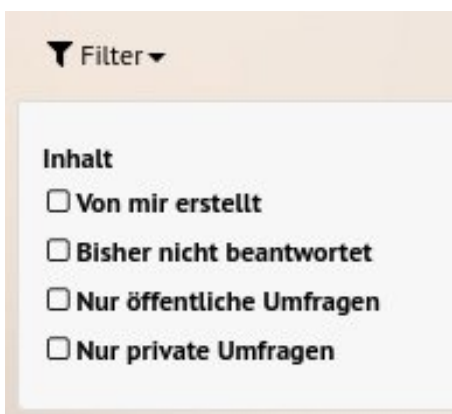 Filter
Inhalt
Von mir erstellt
Bisher nicht beantwortet
Nur öffentliche Umfragen
Nur private Umfragen